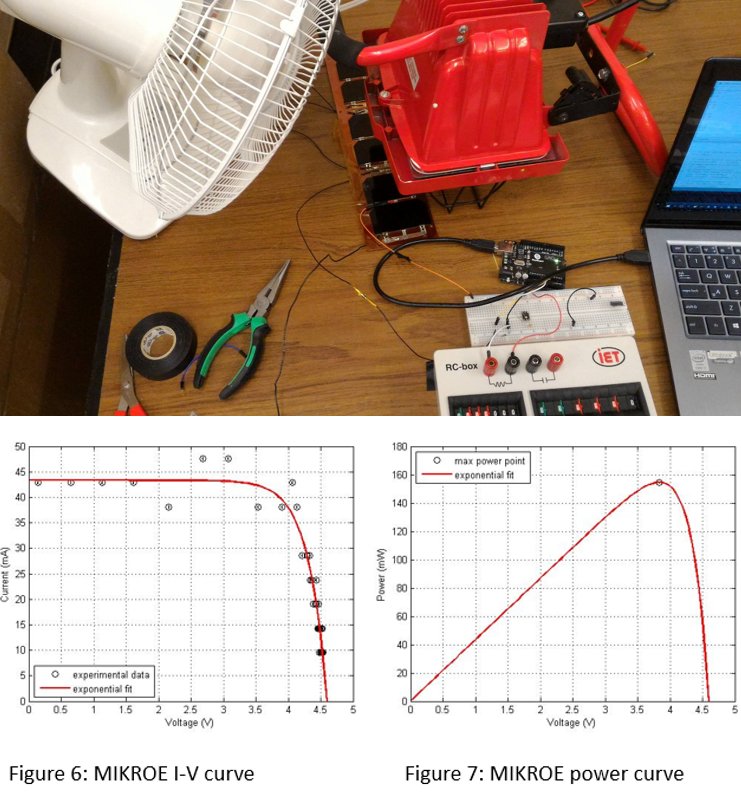 RC-box
iET
intel
HDMI
50
45
40
35
30
25
20
15
10
5
0
Current (mA)
experimental data
exponential fit
0 0.5 1 1.5 2 2.5 3 3.5 4 4.5 5
Voltage (V)
180
160
140
120
100
80
60
40
20
0
Power (mW)
max power point
exponential fit
0 0.5 1 1.5 2 2.5 3 3.5 4 4.5 5
Voltage (V)
Figure 6: MIKROE I-V curve
Figure 7: MIKROE power curve